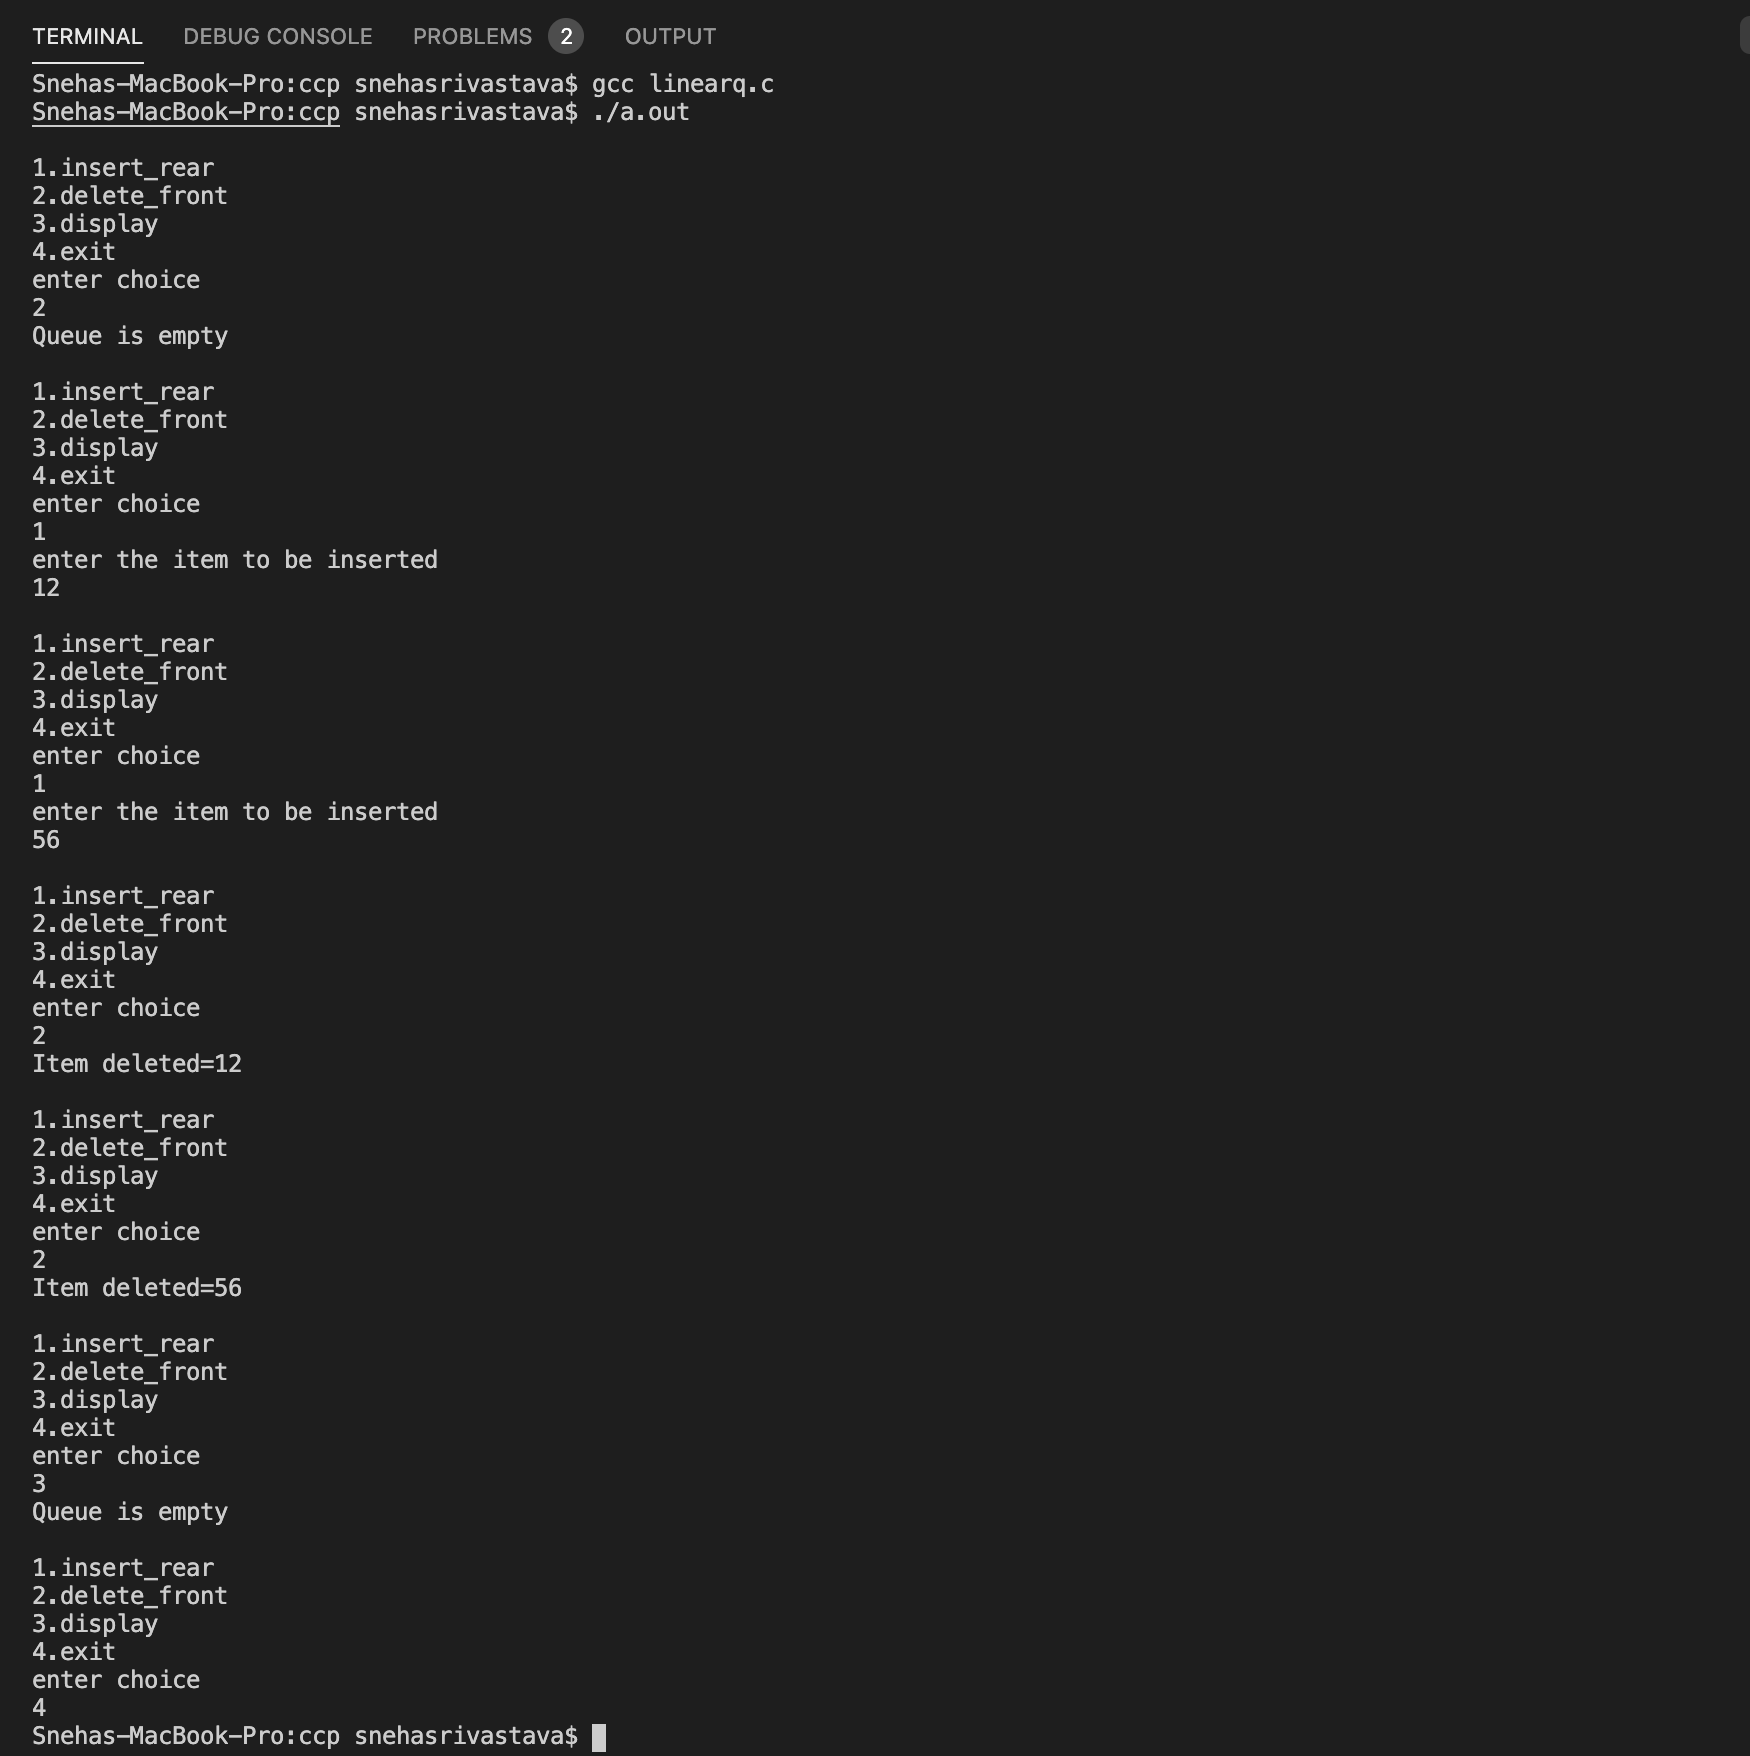 TERMINAL DEBUG CONSOLE PROBLEMS 2 OUTPUT
Snehas-MacBook-Pro:ccp snehasrivastava$ gcc linearq.c
Snehas-MacBook-Pro:ccp snehasrivastava$ ./a.out
1.insert_rear
2.delete_front
3.display
4.exit
enter choice
2
Queue is empty
1.insert_rear
2.delete_front
3.display
4.exit
enter choice
1
enter the item to be inserted
12
1.insert_rear
2.delete_front
3.display
4.exit
enter choice
1
enter the item to be inserted
56
1.insert_rear
2.delete_front
3.display
4.exit
enter choice
2
Item deleted=12
1.insert_rear
2.delete_front
3.display
4.exit
enter choice
2
Item deleted=56
1.insert_rear
2.delete_front
3.display
4.exit
enter choice
3
Queue is empty
1.insert_rear
2.delete_front
3.display
4.exit
enter choice
4
Snehas-MacBook-Pro:ccp snehasrivastava$